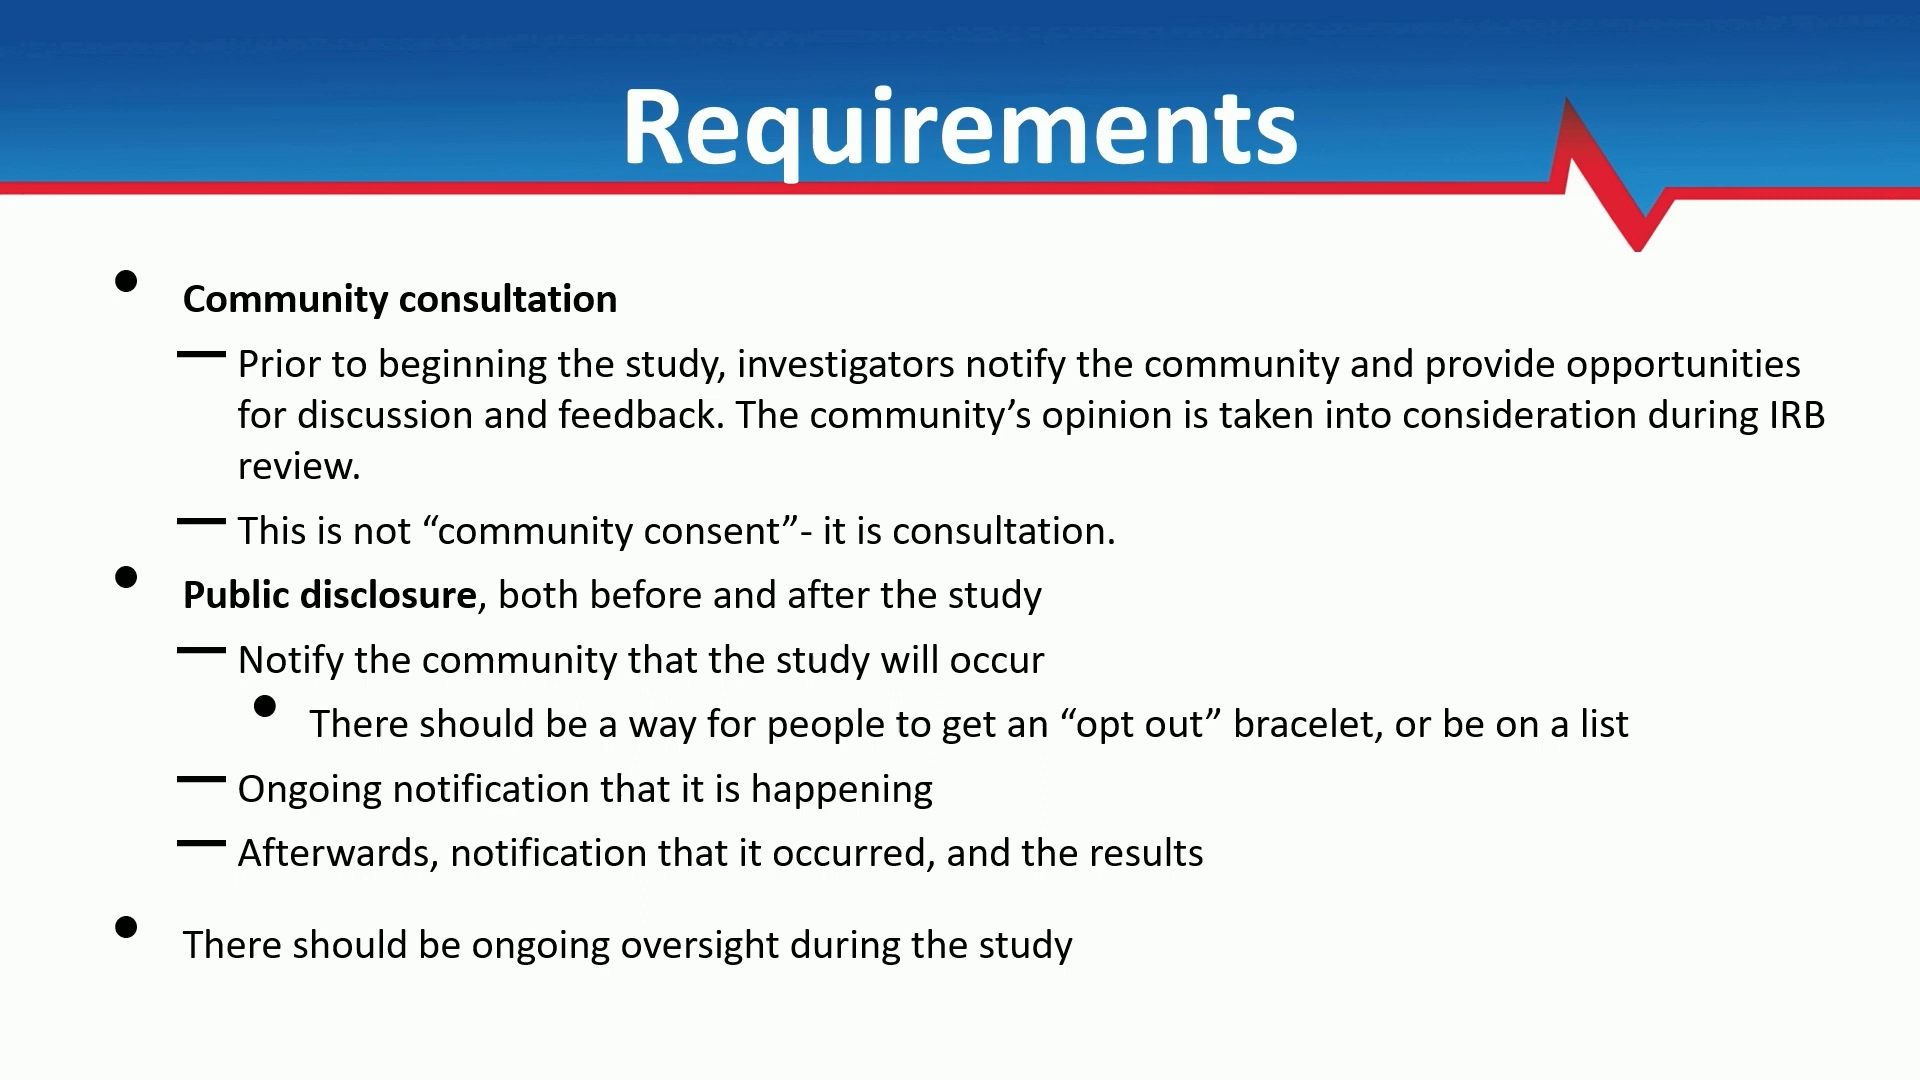 Requirements
• Community consultation
— Prior to beginning the study, investigators notify the community and provide opportunities
for discussion and feedback. The community’s opinion is taken into consideration during IRB
review.
— This is not “community consent”- it is consultation.
• Public disclosure, both before and after the study
— Notify the community that the study will occur
• There should be a way for people to get an “opt out” bracelet, or be on a list
— Ongoing notification that it is happening
— Afterwards, notification that it occurred, and the results
• There should be ongoing oversight during the study